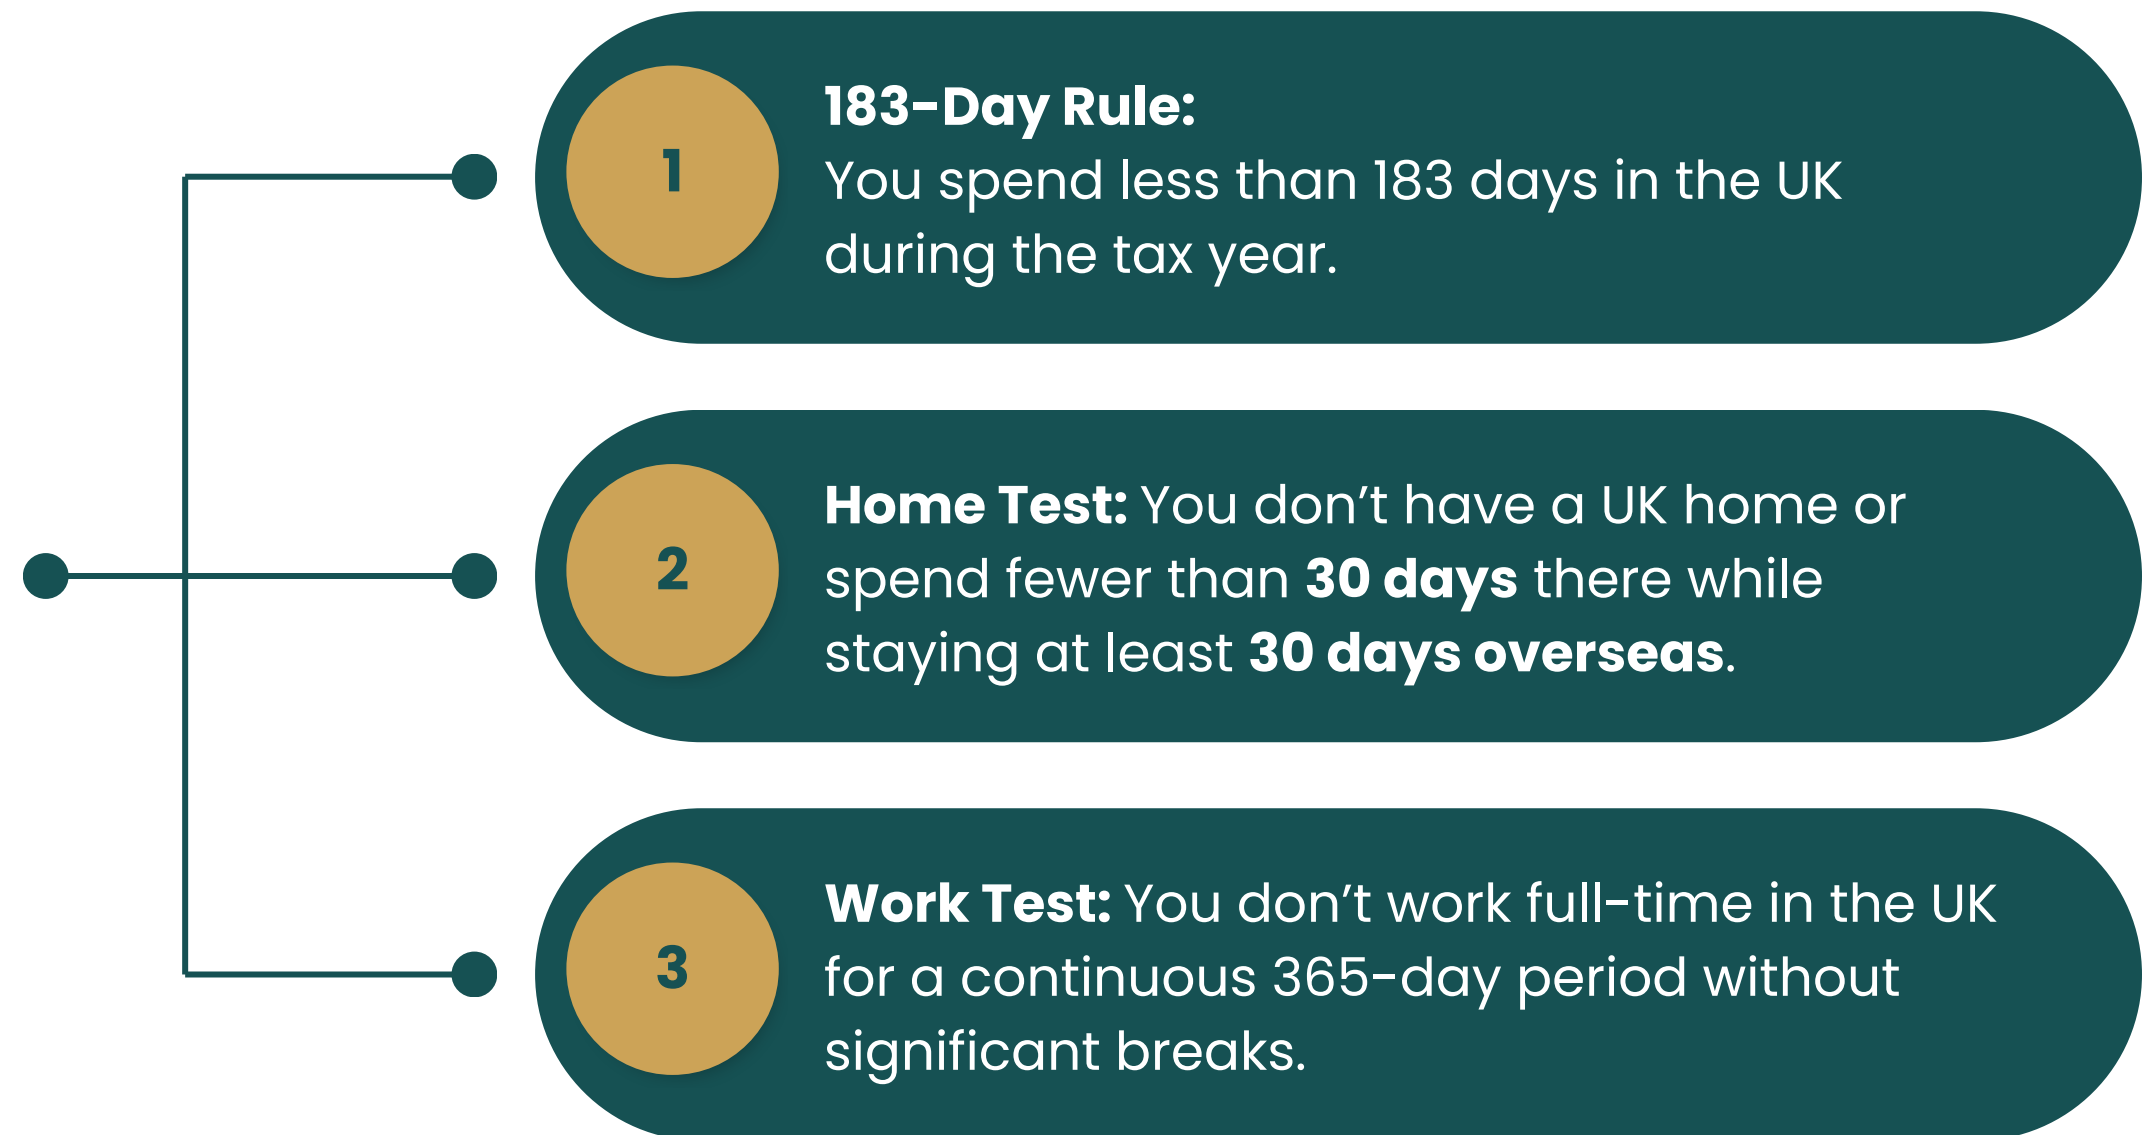 1
183-Day Rule:
You spend less than 183 days in the UK
during the tax year.
2
Home Test: You don’t have a UK home or
spend fewer than 30 days there while
staying at least 30 days overseas.
3
Work Test: You don’t work full-time in the UK
for a continuous 365-day period without
significant breaks.